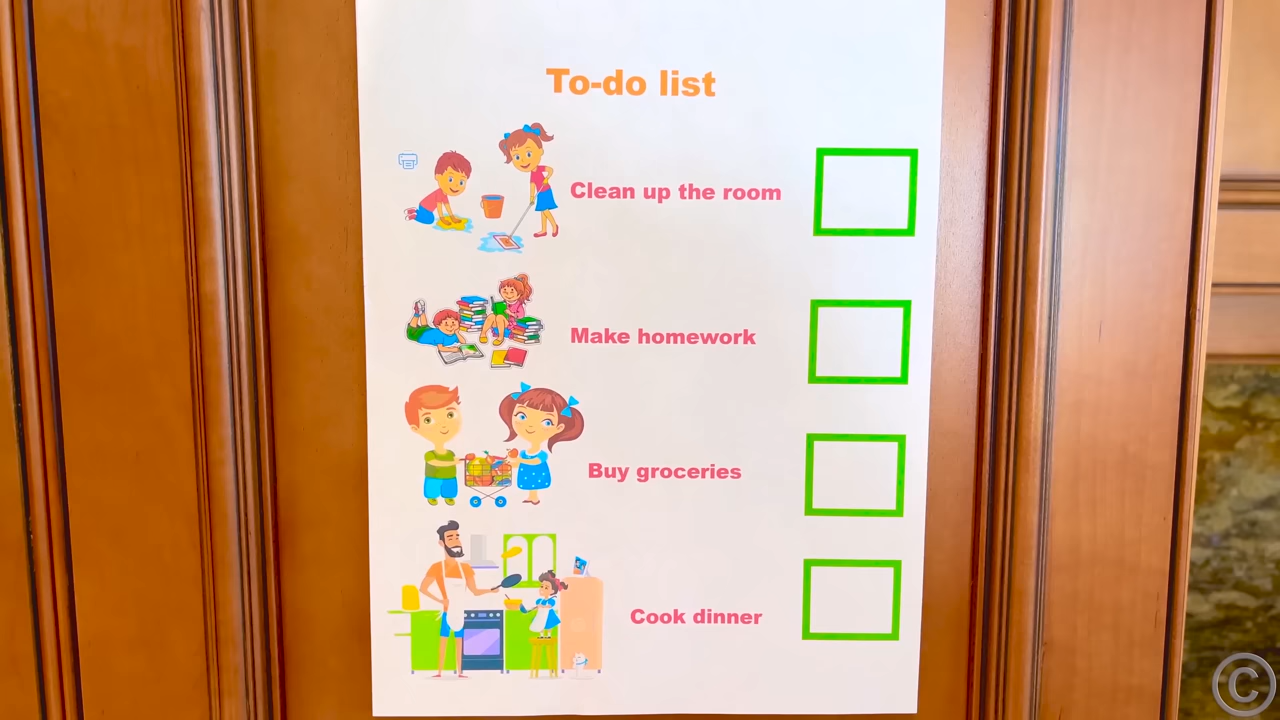 To-do list
Clean up the room
Make homework
Buy groceries
Cook dinner
©